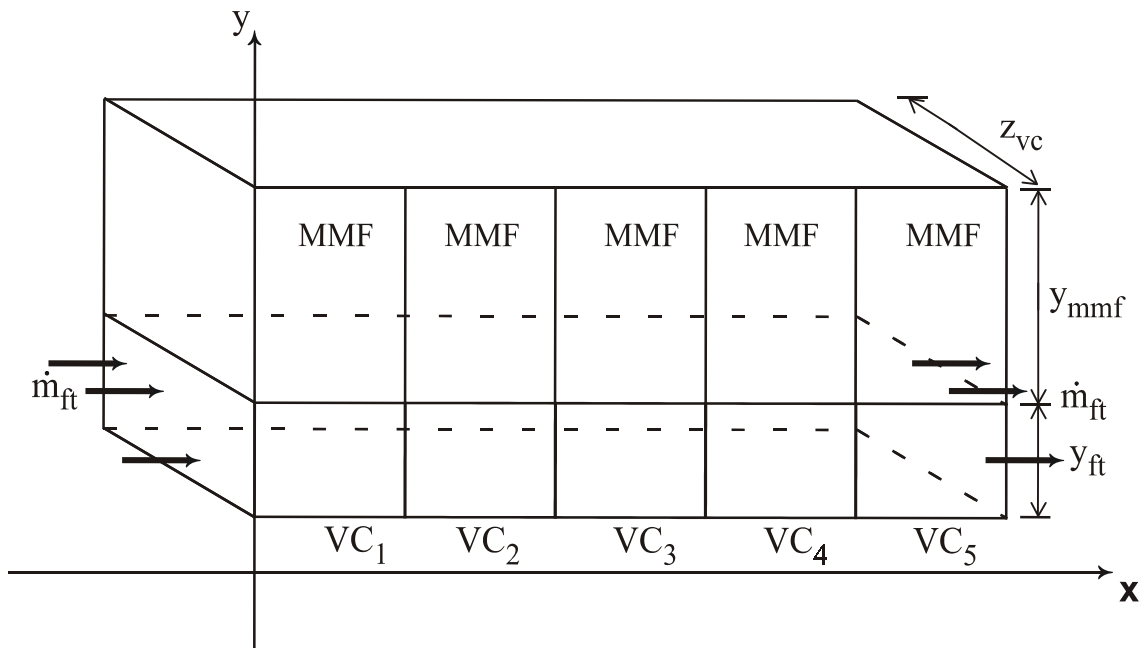 y
z_vc
MMF MMF MMF MMF MMF
y_mmf
ṁ_ft ṁ_ft
y_ft
VC_1 VC_2 VC_3 VC_4 VC_5
x